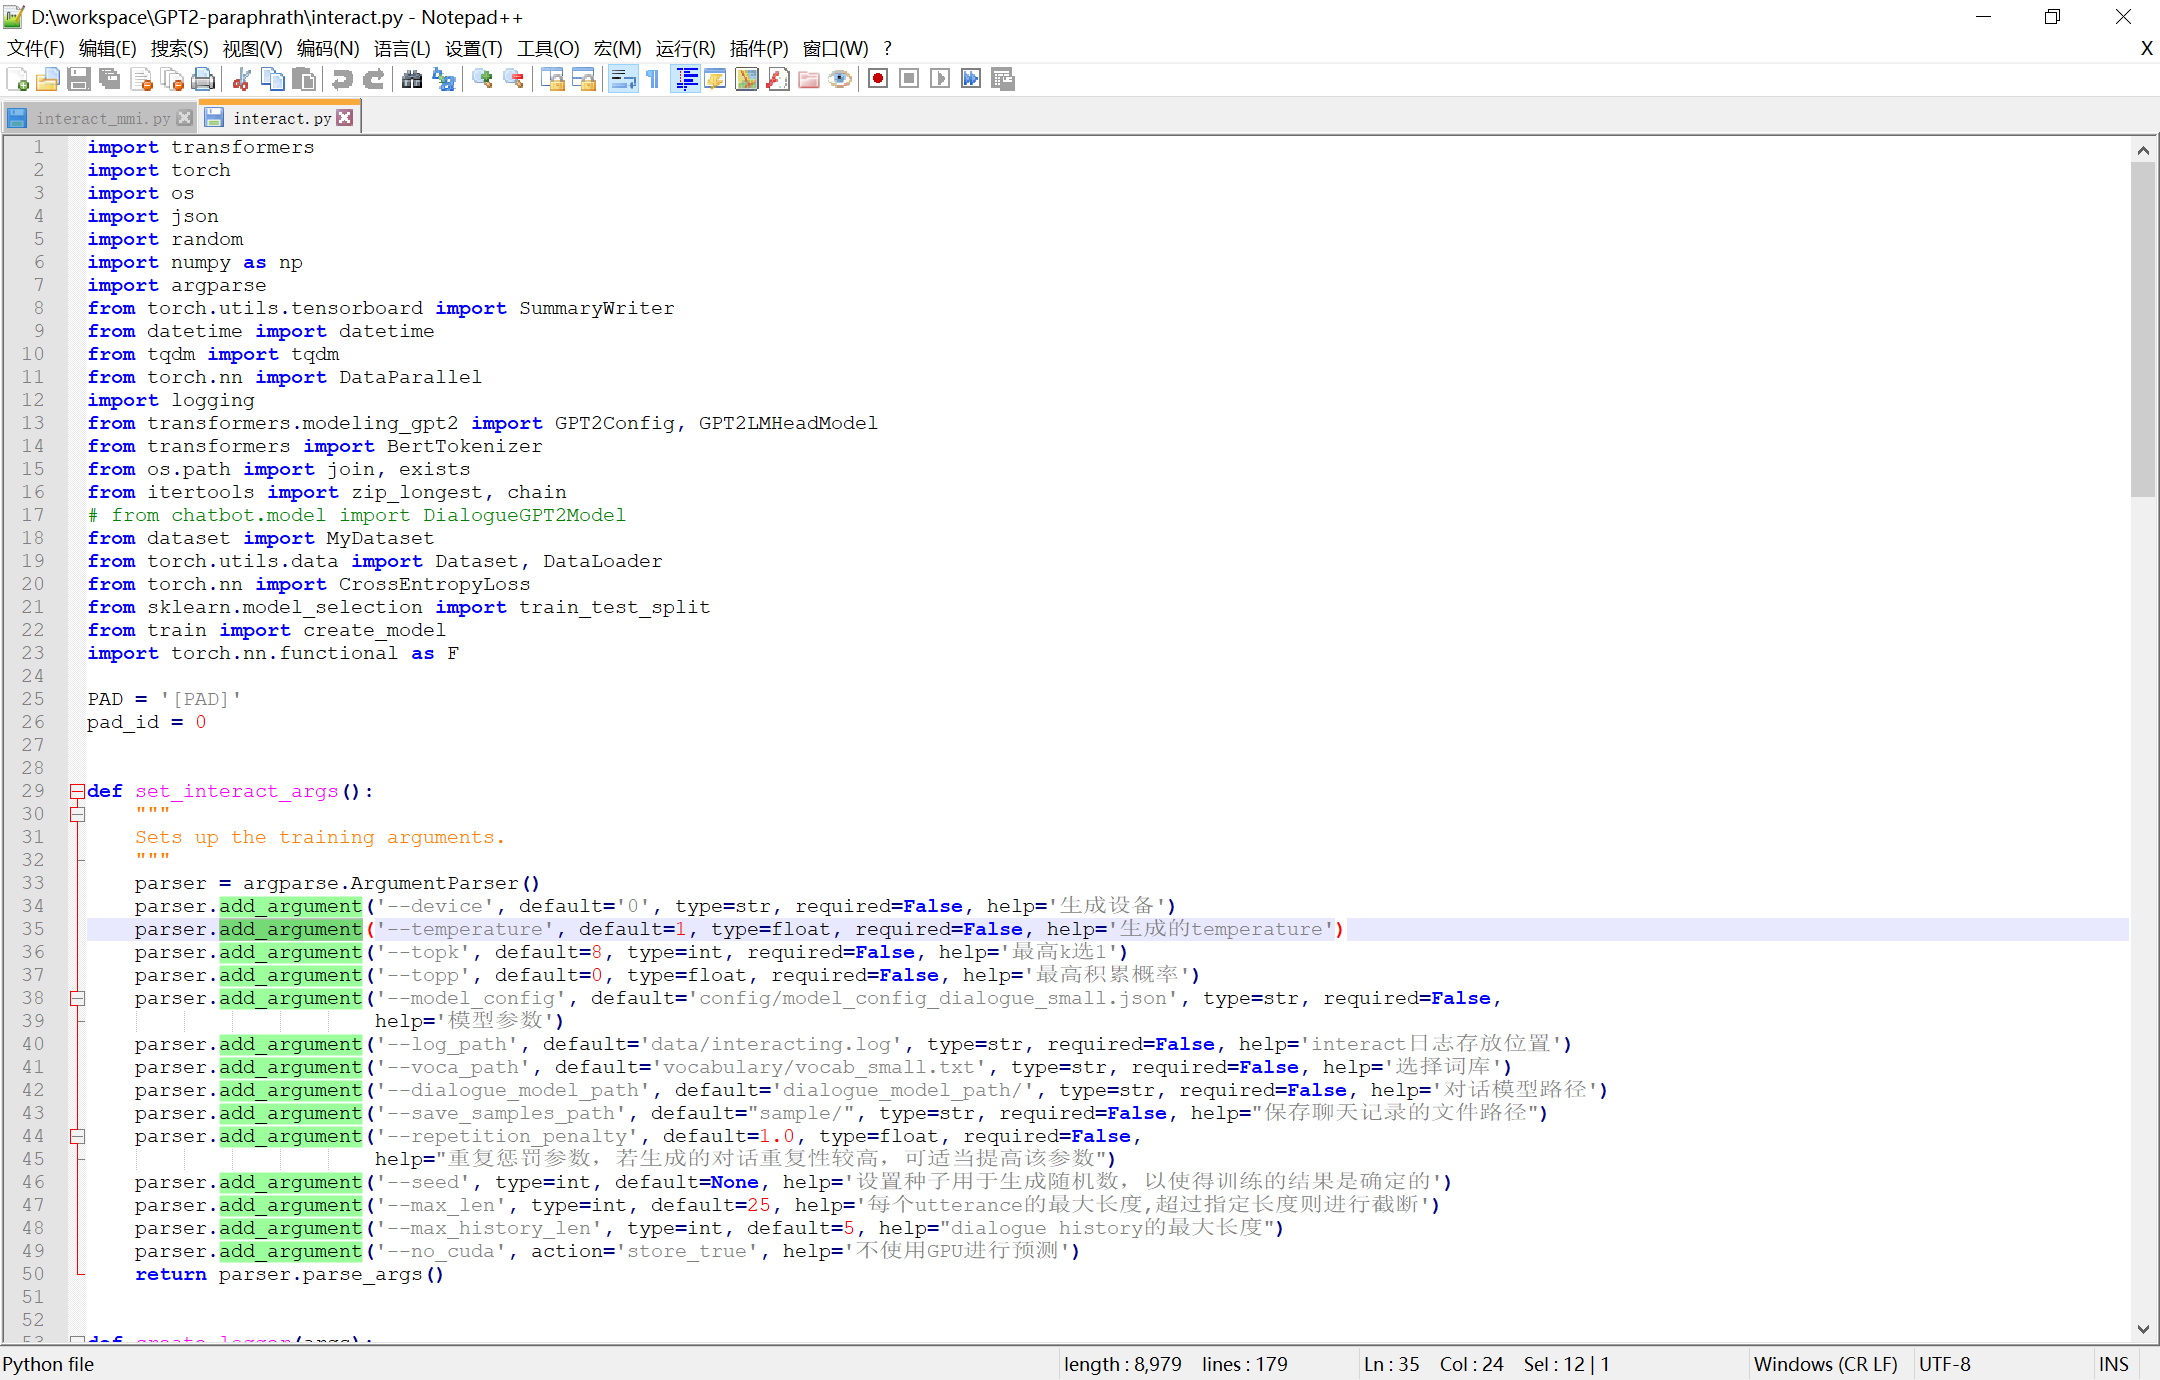 D:\workspace\GPT2-paraphrath\interact.py - Notepad++
文件(F) 编辑(E) 搜索(S) 视图(V) 编码(N) 语言(L) 设置(T) 工具(O) 宏(M) 运行(R) 插件(P) 窗口(W) ? X
interact_mmi.py interact.py
1 import transformers
2 import torch
3 import os
4 import json
5 import random
6 import numpy as np
7 import argparse
8 from torch.utils.tensorboard import SummaryWriter
9 from datetime import datetime
10 from tqdm import tqdm
11 from torch.nn import DataParallel
12 import logging
13 from transformers.modeling_gpt2 import GPT2Config, GPT2LMHeadModel
14 from transformers import BertTokenizer
15 from os.path import join, exists
16 from itertools import zip_longest, chain
17 # from chatbot.model import DialogueGPT2Model
18 from dataset import MyDataset
19 from torch.utils.data import Dataset, DataLoader
20 from torch.nn import CrossEntropyLoss
21 from sklearn.model_selection import train_test_split
22 from train import create_model
23 import torch.nn.functional as F
24
25 PAD = '[PAD]'
26 pad_id = 0
27
28
29 def set_interact_args():
30 """
31 Sets up the training arguments.
32 """
33 parser = argparse.ArgumentParser()
34 parser.add_argument('--device', default='0', type=str, required=False, help='生成设备')
35 parser.add_argument('--temperature', default=1, type=float, required=False, help='生成的temperature')
36 parser.add_argument('--topk', default=8, type=int, required=False, help='最高k选1')
37 parser.add_argument('--topp', default=0, type=float, required=False, help='最高积累概率')
38 parser.add_argument('--model_config', default='config/model_config_dialogue_small.json', type=str, required=False,
39 help='模型参数')
40 parser.add_argument('--log_path', default='data/interacting.log', type=str, required=False, help='interact日志存放位置')
41 parser.add_argument('--voca_path', default='vocabulary/vocab_small.txt', type=str, required=False, help='选择词库')
42 parser.add_argument('--dialogue_model_path', default='dialogue_model_path/', type=str, required=False, help='对话模型路径')
43 parser.add_argument('--save_samples_path', default="sample/", type=str, required=False, help="保存聊天记录的文件路径")
44 parser.add_argument('--repetition_penalty', default=1.0, type=float, required=False,
45 help="重复惩罚参数，若生成的对话重复性较高，可适当提高该参数")
46 parser.add_argument('--seed', type=int, default=None, help='设置种子用于生成随机数，以使得训练的结果是确定的')
47 parser.add_argument('--max_len', type=int, default=25, help='每个utterance的最大长度,超过指定长度则进行截断')
48 parser.add_argument('--max_history_len', type=int, default=5, help="dialogue history的最大长度")
49 parser.add_argument('--no_cuda', action='store_true', help='不使用GPU进行预测')
50 return parser.parse_args()
51
52
53 def create_logger(args):
Python file length : 8,979 lines : 179 Ln : 35 Col : 24 Sel : 12 | 1 Windows (CR LF) UTF-8 INS